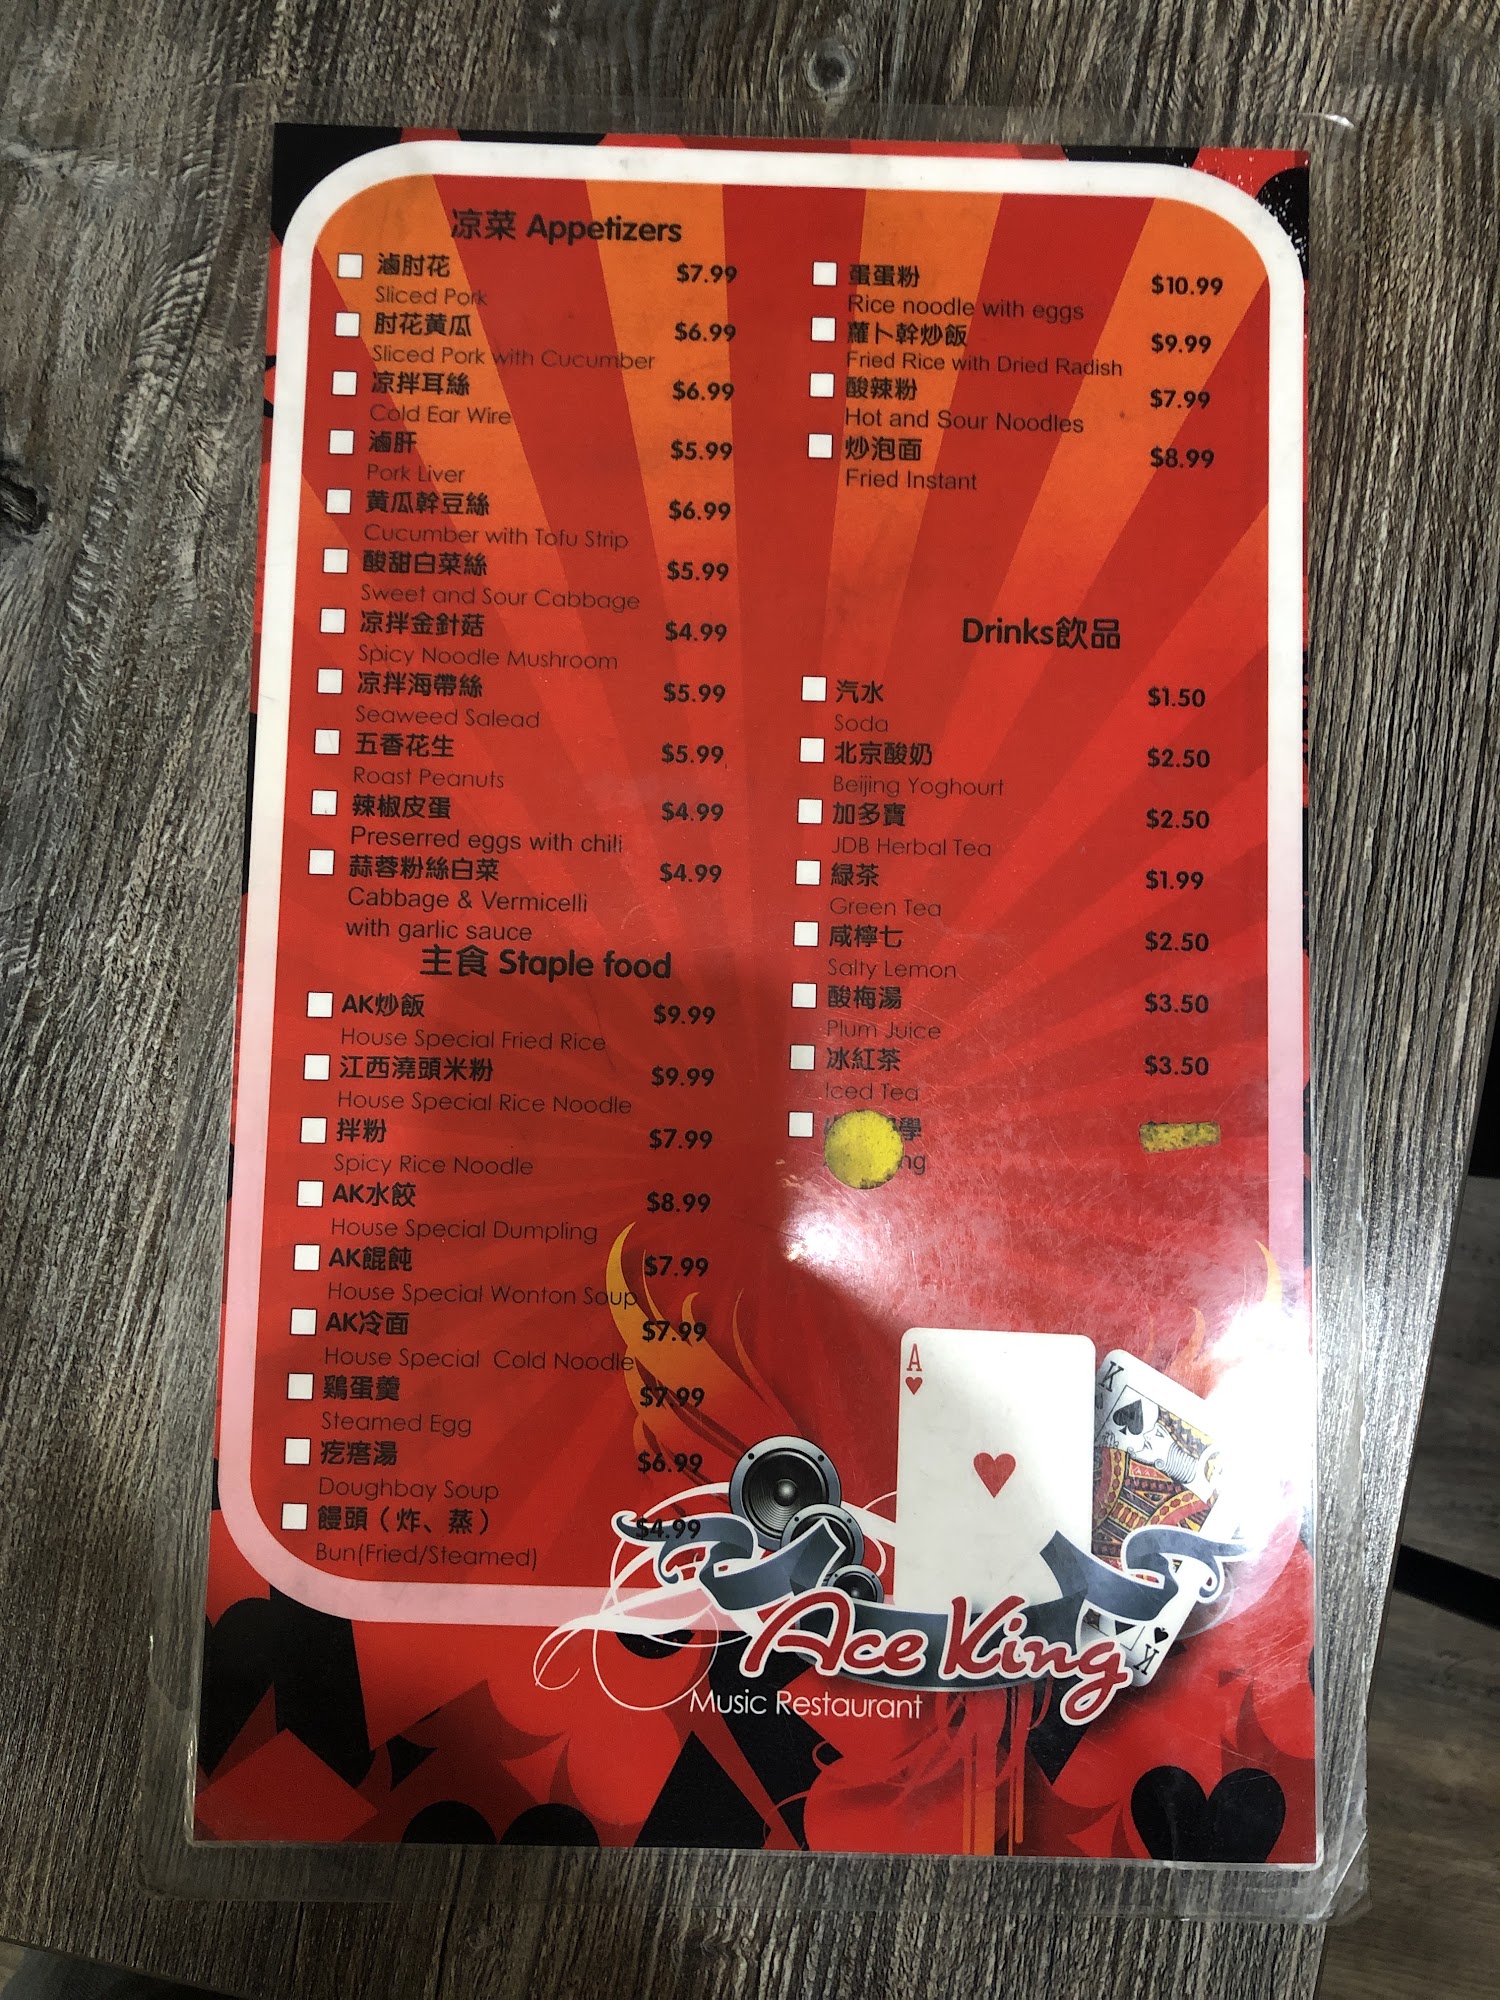 凉菜 Appetizers
滷肘花 $7.99
Sliced Pork
肘花黄瓜 $6.99
Sliced Pork with Cucumber
凉拌耳絲 $6.99
Cold Ear Wire
滷肝 $5.99
Pork Liver
黄瓜幹豆絲 $6.99
Cucumber with Tofu Strip
酸甜白菜絲 $5.99
Sweet and Sour Cabbage
凉拌金針菇 $4.99
Spicy Noodle Mushroom
凉拌海帶絲 $5.99
Seaweed Salead
五香花生 $5.99
Roast Peanuts
辣椒皮蛋 $4.99
Preserred eggs with chili
蒜蓉粉絲白菜 $4.99
Cabbage & Vermicelli
with garlic sauce
主食 Staple food
AK炒飯 $9.99
House Special Fried Rice
江西澆頭米粉 $9.99
House Special Rice Noodle
拌粉 $7.99
Spicy Rice Noodle
AK水餃 $8.99
House Special Dumpling
AK餛飩 $7.99
House Special Wonton Soup
AK冷面 $7.99
House Special Cold Noodle
鷄蛋羹 $7.99
Steamed Egg
疙瘩湯 $6.99
Doughbay Soup
饅頭（炸、蒸） $4.99
Bun(Fried/Steamed)
蛋蛋粉 $10.99
Rice noodle with eggs
蘿卜幹炒飯 $9.99
Fried Rice with Dried Radish
酸辣粉 $7.99
Hot and Sour Noodles
炒泡面 $8.99
Fried Instant
Drinks飲品
汽水 $1.50
Soda
北京酸奶 $2.50
Beijing Yoghourt
加多寶 $2.50
JDB Herbal Tea
緑茶 $1.99
Green Tea
咸檸七 $2.50
Salty Lemon
酸梅湯 $3.50
Plum Juice
冰紅茶 $3.50
Iced Tea
A
K
K
Ace King
Music Restaurant